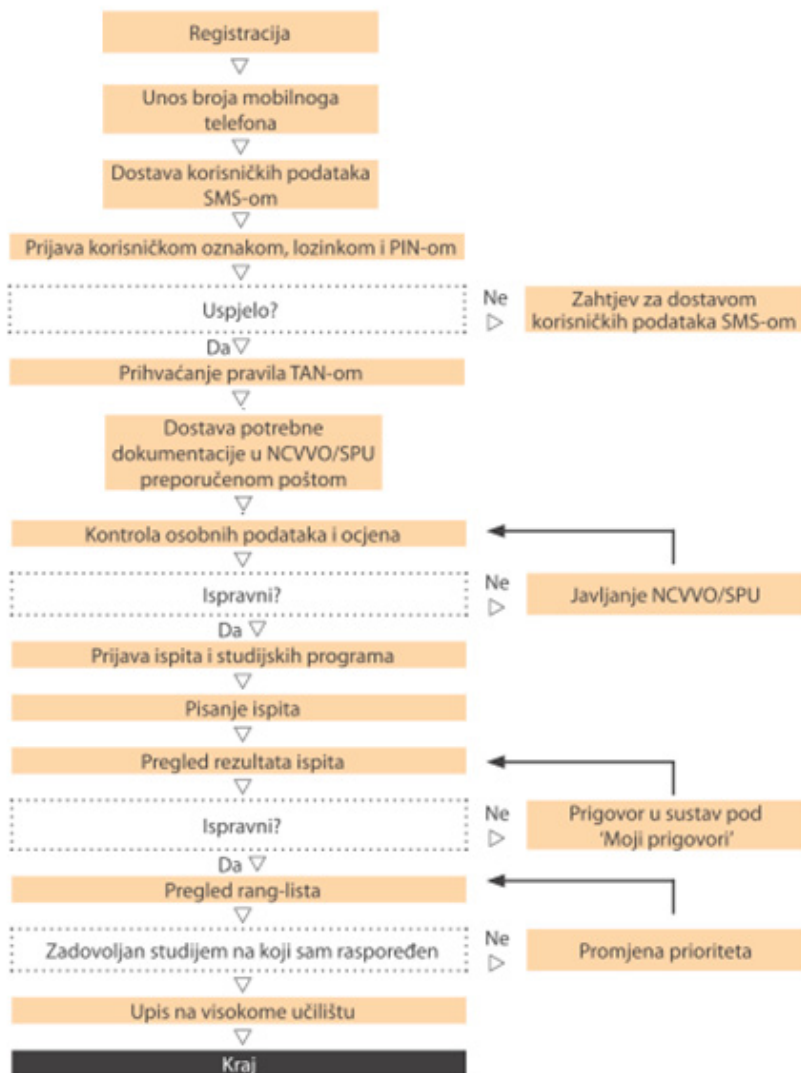 Registracija
Unos broja mobilnoga
telefona
Dostava korisničkih podataka
SMS-om
Prijava korisničkom oznakom, lozinkom i PIN-om
Uspjelo?
Ne
Zahtjev za dostavom
korisničkih podataka SMS-om
Da
Prihvaćanje pravila TAN-om
Dostava potrebne
dokumentacije u NCVVO/SPU
preporučenom poštom
Kontrola osobnih podataka i ocjena
Ispravni?
Ne
Javljanje NCVVO/SPU
Da
Prijava ispita i studijskih programa
Pisanje ispita
Pregled rezultata ispita
Ispravni?
Ne
Prigovor u sustav pod
‘Moji prigovori’
Da
Pregled rang-lista
Zadovoljan studijem na koji sam raspoređen
Ne
Promjena prioriteta
Upis na visokome učilištu
Kraj